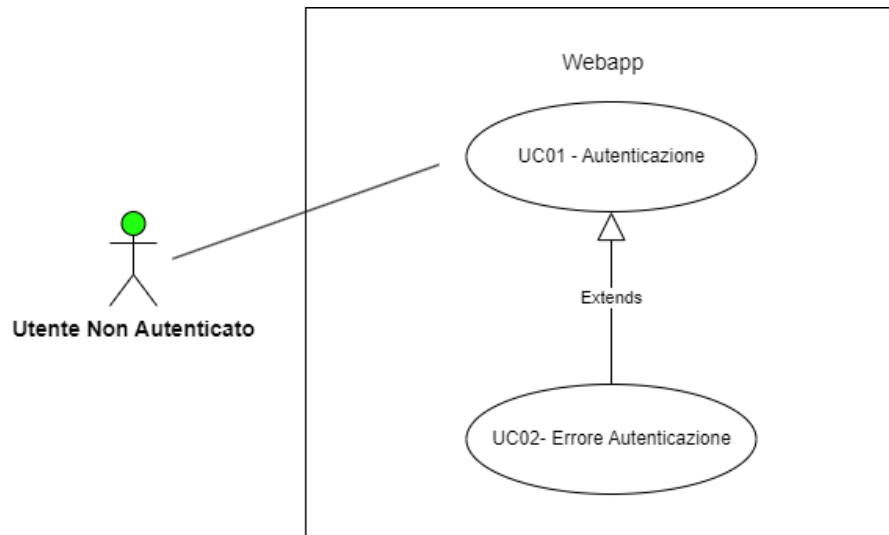 Webapp
UC01 - Autenticazione
Utente Non Autenticato
Extends
UC02- Errore Autenticazione